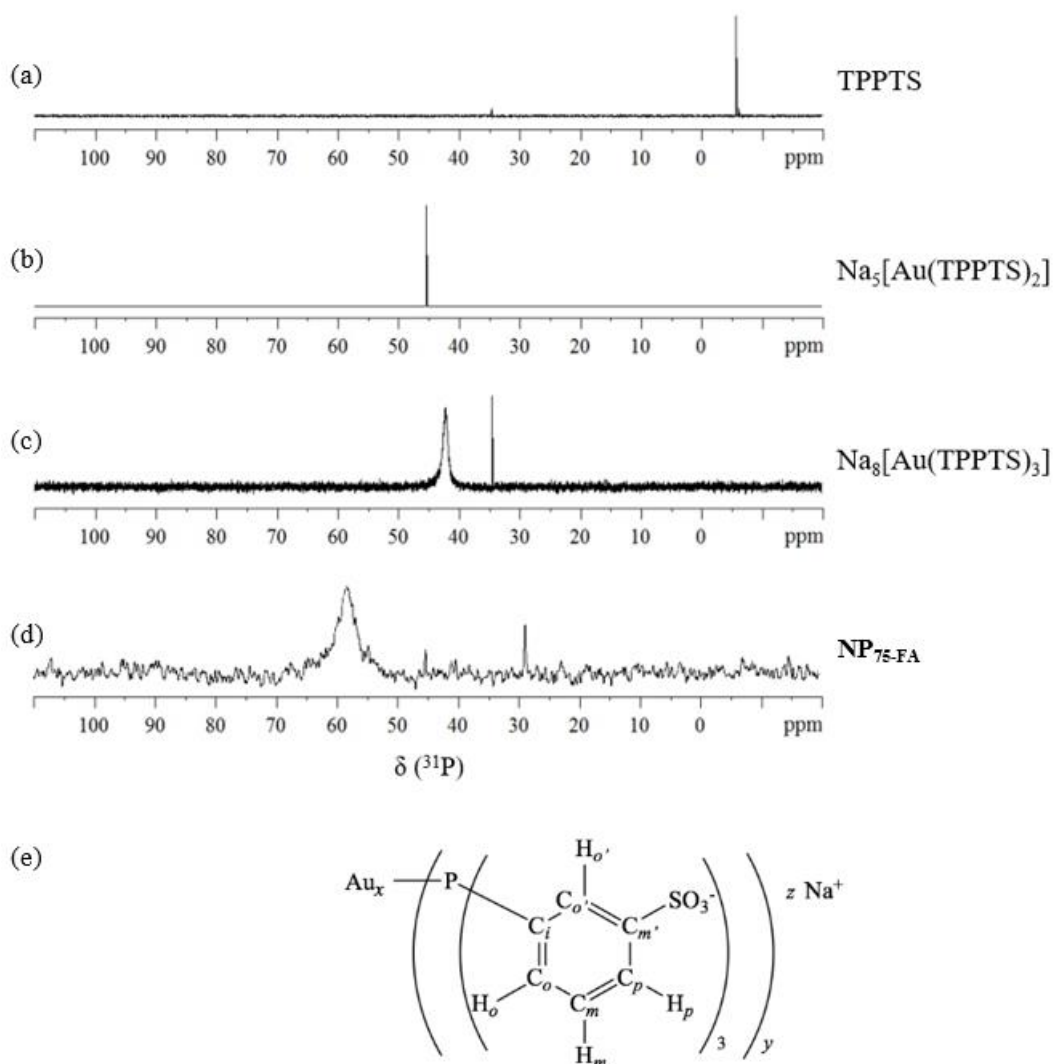 (a)
TPPTS
100 90 80 70 60 50 40 30 20 10 0 ppm
(b)
Na₅[Au(TPPTS)₂]
100 90 80 70 60 50 40 30 20 10 0 ppm
(c)
Na₈[Au(TPPTS)₃]
100 90 80 70 60 50 40 30 20 10 0 ppm
(d)
NP₇₅₋FA
100 90 80 70 60 50 40 30 20 10 0 ppm
δ (³¹P)
(e)
Hₒ'
Auₓ P Cₒ' SO₃⁻ z Na⁺
Cᵢ Cₘ'
Cₒ Cₚ
Hₒ Cₘ Hₚ
Hₘ 3 y